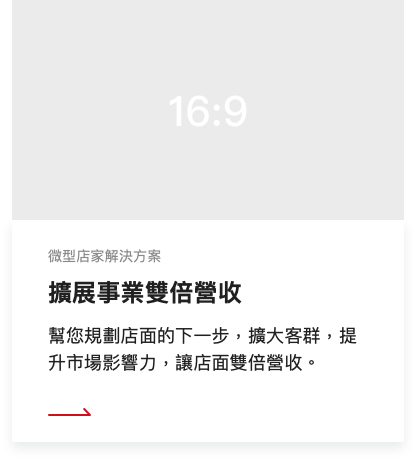 16:9
微型店家解決方案
擴展事業雙倍營收
幫您規劃店面的下一步，擴大客群，提
升市場影響力，讓店面雙倍營收。